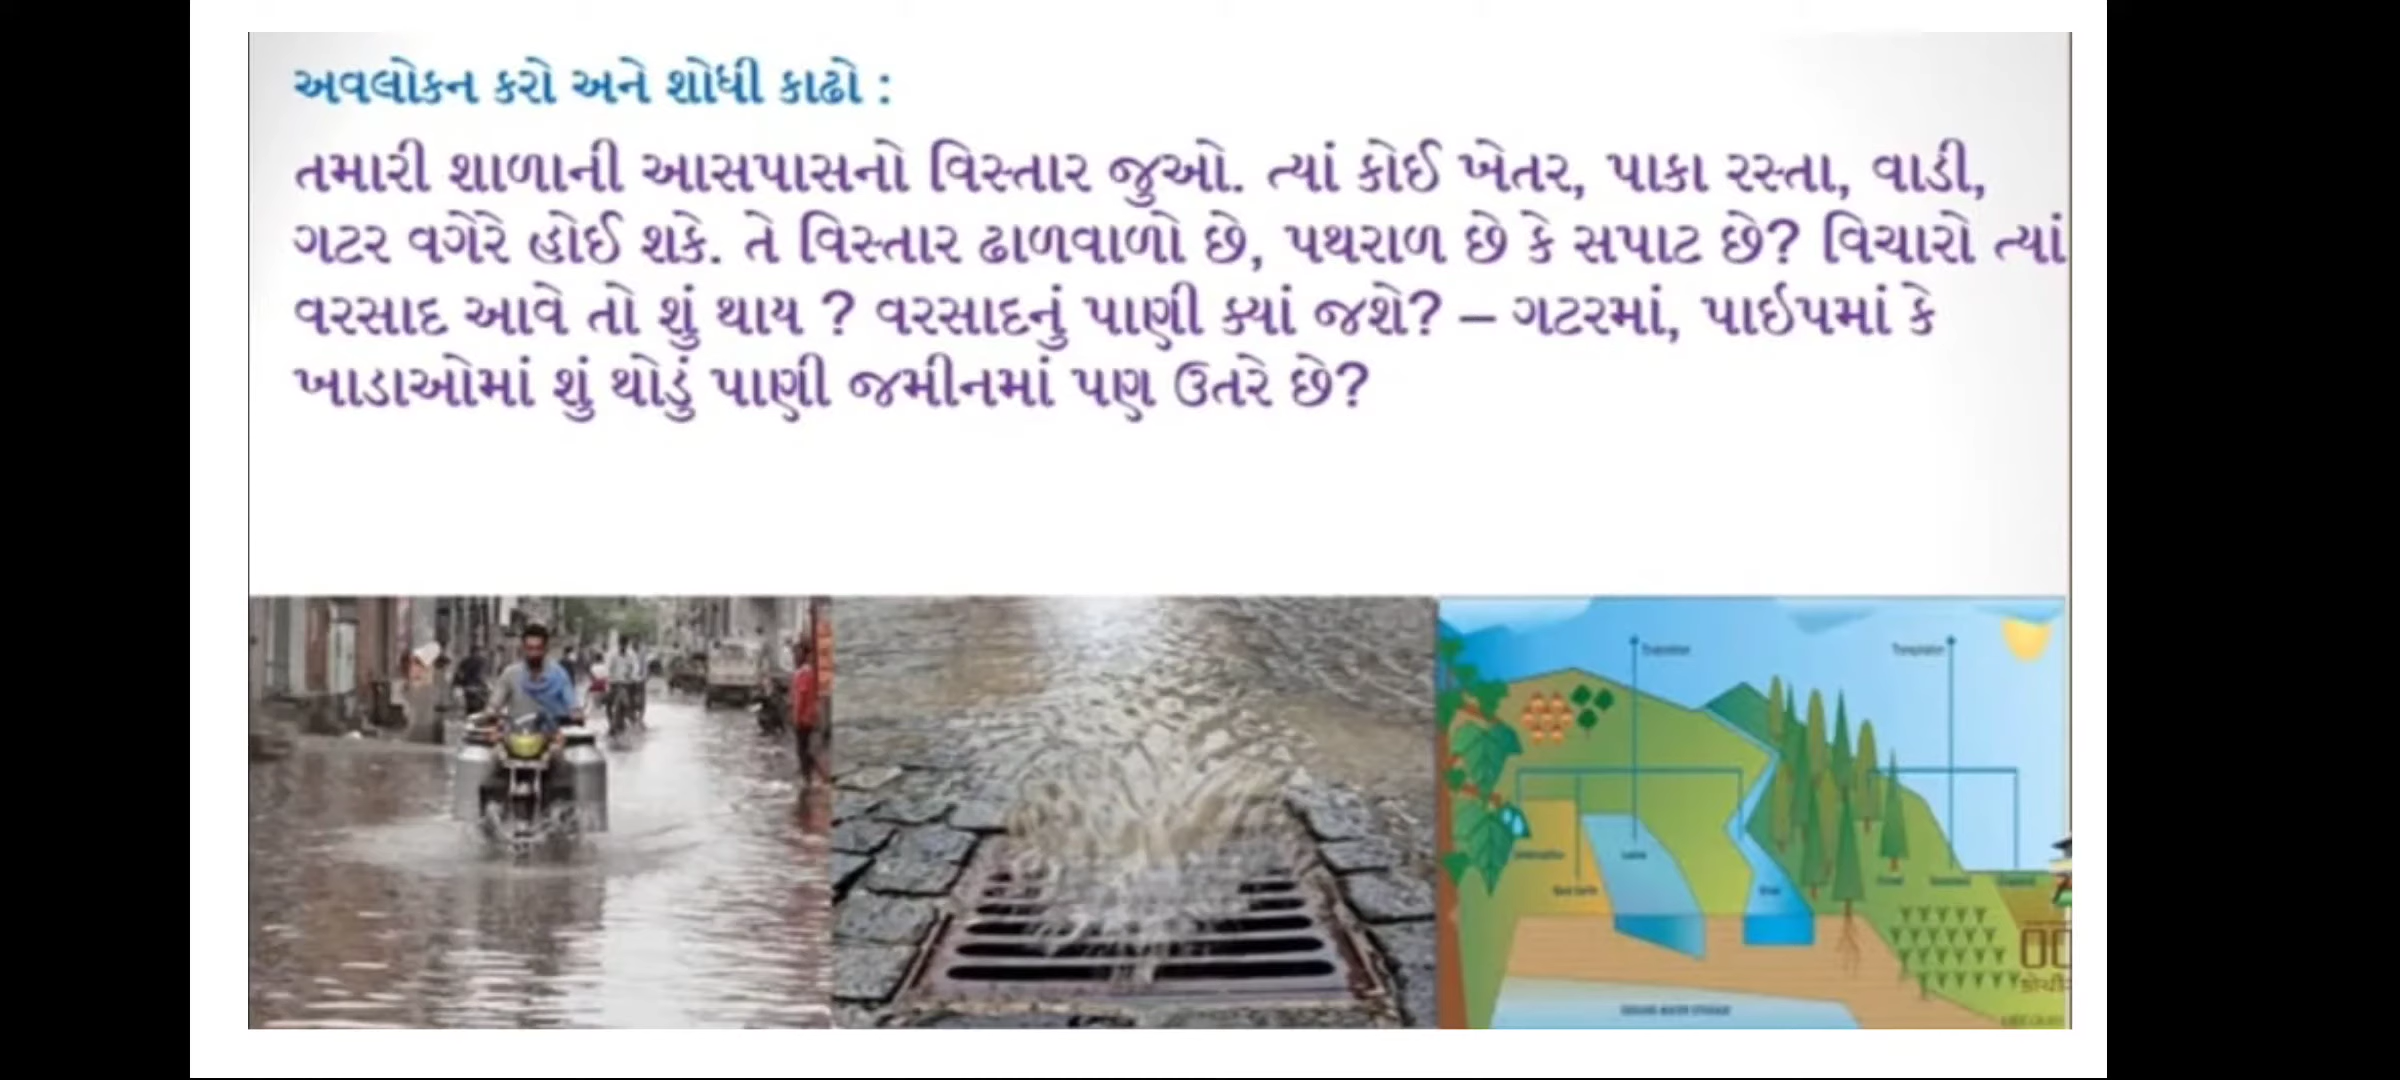 અવલોકન કરો અને શોધી કાઢો :
તમારી શાળાની આસપાસનો વિસ્તાર જુઓ. ત્યાં કોઈ ખેતર, પાકા રસ્તા, વાડી,
ગટર વગેરે હોઈ શકે. તે વિસ્તાર ઢાળવાળો છે, પથરાળ છે કે સપાટ છે? વિચારો ત્યાં
વરસાદ આવે તો શું થાય ? વરસાદનું પાણી ક્યાં જશે? – ગટરમાં, પાઈપમાં કે
ખાડાઓમાં શું થોડું પાણી જમીનમાં પણ ઉતરે છે?